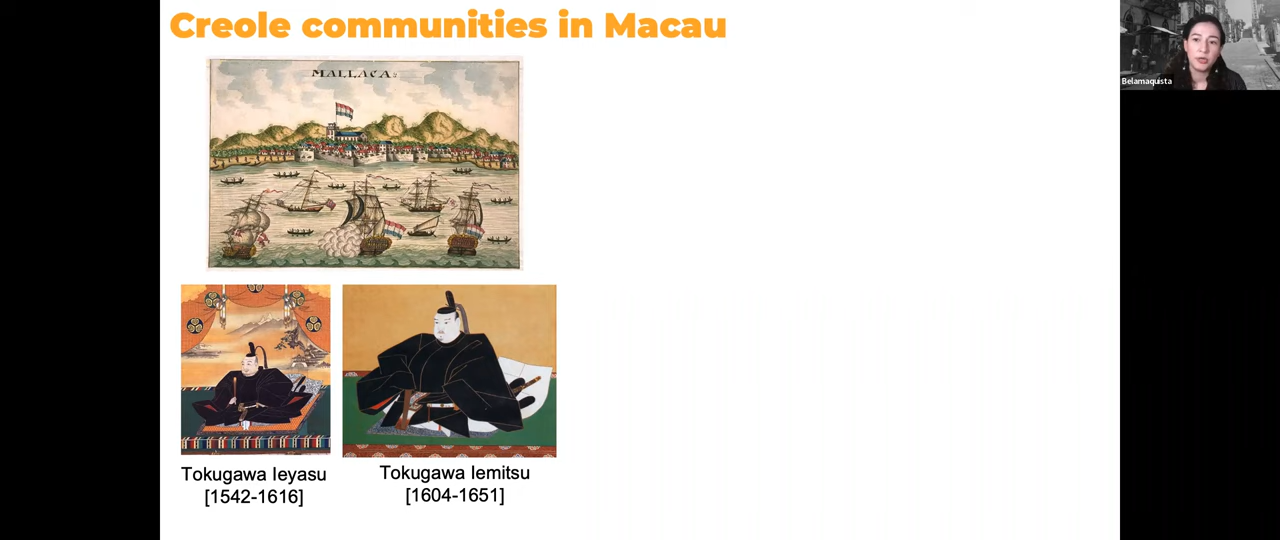 Creole communities in Macau
MALLACA
Belamaquista
Tokugawa Ieyasu
[1542-1616]
Tokugawa Iemitsu
[1604-1651]